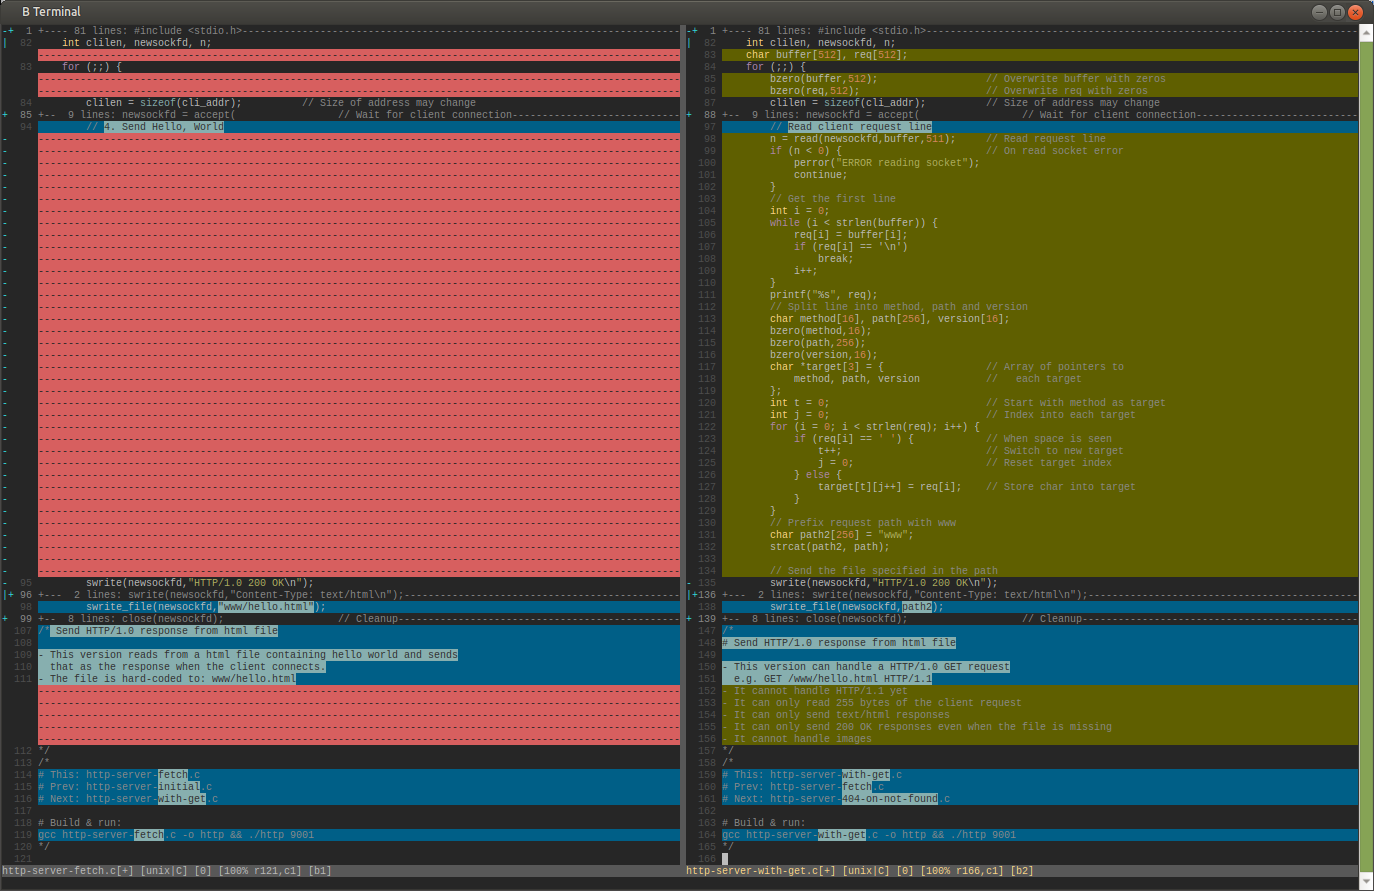 B Terminal
-+   1 +---- 81 lines: #include <stdio.h>
|   82     int clilen, newsockfd, n;
    83     for (;;) {
    84         clilen = sizeof(cli_addr);          // Size of address may change
+   85 +--  9 lines: newsockfd = accept(                 // Wait for client connection
    94         // 4. Send Hello, World
-   95         swrite(newsockfd,"HTTP/1.0 200 OK\n");
|+  96 +---  2 lines: swrite(newsockfd,"Content-Type: text/html\n");
    98         swrite_file(newsockfd,"www/hello.html");
+   99 +--  8 lines: close(newsockfd);                   // Cleanup
   107 /* Send HTTP/1.0 response from html file
   108
   109 - This version reads from a html file containing hello world and sends
   110   that as the response when the client connects.
   111 - The file is hard-coded to: www/hello.html
   112 */
   113 /*
   114 # This: http-server-fetch.c
   115 # Prev: http-server-initial.c
   116 # Next: http-server-with-get.c
   117
   118 # Build & run:
   119 gcc http-server-fetch.c -o http && ./http 9001
   120 */
   121
http-server-fetch.c[+] [unix|C] [0] [100% r121,c1] [b1]
-+   1 +---- 81 lines: #include <stdio.h>
|   82     int clilen, newsockfd, n;
    83     char buffer[512], req[512];
    84     for (;;) {
    85         bzero(buffer,512);                  // Overwrite buffer with zeros
    86         bzero(req,512);                     // Overwrite req with zeros
    87         clilen = sizeof(cli_addr);          // Size of address may change
+   88 +--  9 lines: newsockfd = accept(                 // Wait for client connection
    97         // Read client request line
    98         n = read(newsockfd,buffer,511);     // Read request line
    99         if (n < 0) {                        // On read socket error
   100             perror("ERROR reading socket");
   101             continue;
   102         }
   103         // Get the first line
   104         int i = 0;
   105         while (i < strlen(buffer)) {
   106             req[i] = buffer[i];
   107             if (req[i] == '\n')
   108                 break;
   109             i++;
   110         }
   111         printf("%s", req);
   112         // Split line into method, path and version
   113         char method[16], path[256], version[16];
   114         bzero(method,16);
   115         bzero(path,256);
   116         bzero(version,16);
   117         char *target[3] = {                 // Array of pointers to
   118             method, path, version           //   each target
   119         };
   120         int t = 0;                          // Start with method as target
   121         int j = 0;                          // Index into each target
   122         for (i = 0; i < strlen(req); i++) {
   123             if (req[i] == ' ') {            // When space is seen
   124                 t++;                        // Switch to new target
   125                 j = 0;                      // Reset target index
   126             } else {
   127                 target[t][j++] = req[i];    // Store char into target
   128             }
   129         }
   130         // Prefix request path with www
   131         char path2[256] = "www";
   132         strcat(path2, path);
   133
   134         // Send the file specified in the path
-  135         swrite(newsockfd,"HTTP/1.0 200 OK\n");
|+ 136 +---  2 lines: swrite(newsockfd,"Content-Type: text/html\n");
   138         swrite_file(newsockfd,path2);
+  139 +--  8 lines: close(newsockfd);                   // Cleanup
   147 /*
   148 # Send HTTP/1.0 response from html file
   149
   150 - This version can handle a HTTP/1.0 GET request
   151   e.g. GET /www/hello.html HTTP/1.1
   152 - It cannot handle HTTP/1.1 yet
   153 - It can only read 255 bytes of the client request
   154 - It can only send text/html responses
   155 - It can only send 200 OK responses even when the file is missing
   156 - It cannot handle images
   157 */
   158 /*
   159 # This: http-server-with-get.c
   160 # Prev: http-server-fetch.c
   161 # Next: http-server-404-on-not-found.c
   162
   163 # Build & run:
   164 gcc http-server-with-get.c -o http && ./http 9001
   165 */
   166
http-server-with-get.c[+] [unix|C] [0] [100% r166,c1] [b2]